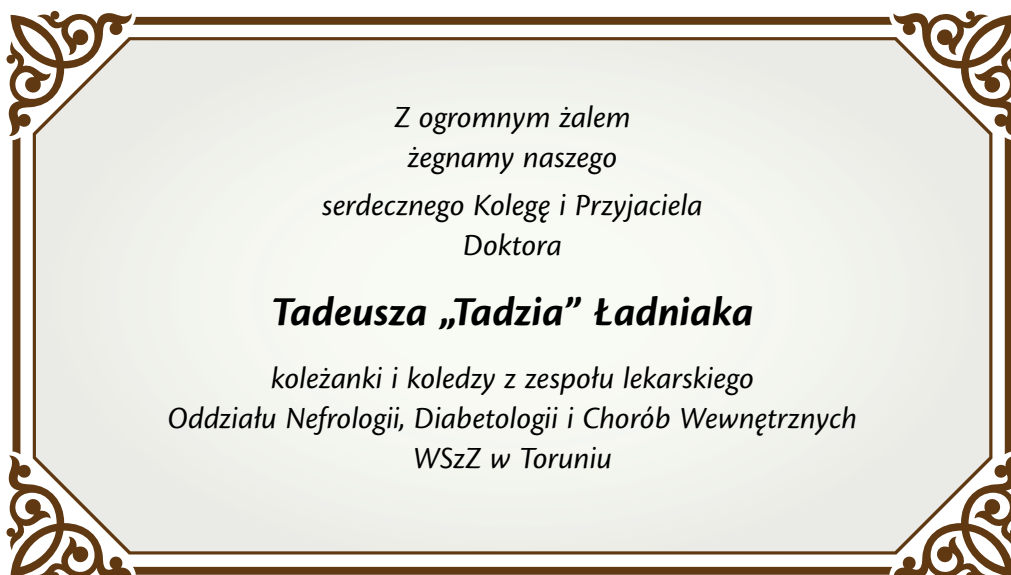 Z ogromnym żalem
żegnamy naszego
serdecznego Kolegę i Przyjaciela
Doktora
Tadeusza „Tadzia” Ładniaka
koleżanki i koledzy z zespołu lekarskiego
Oddziału Nefrologii, Diabetologii i Chorób Wewnętrznych
WSzZ w Toruniu